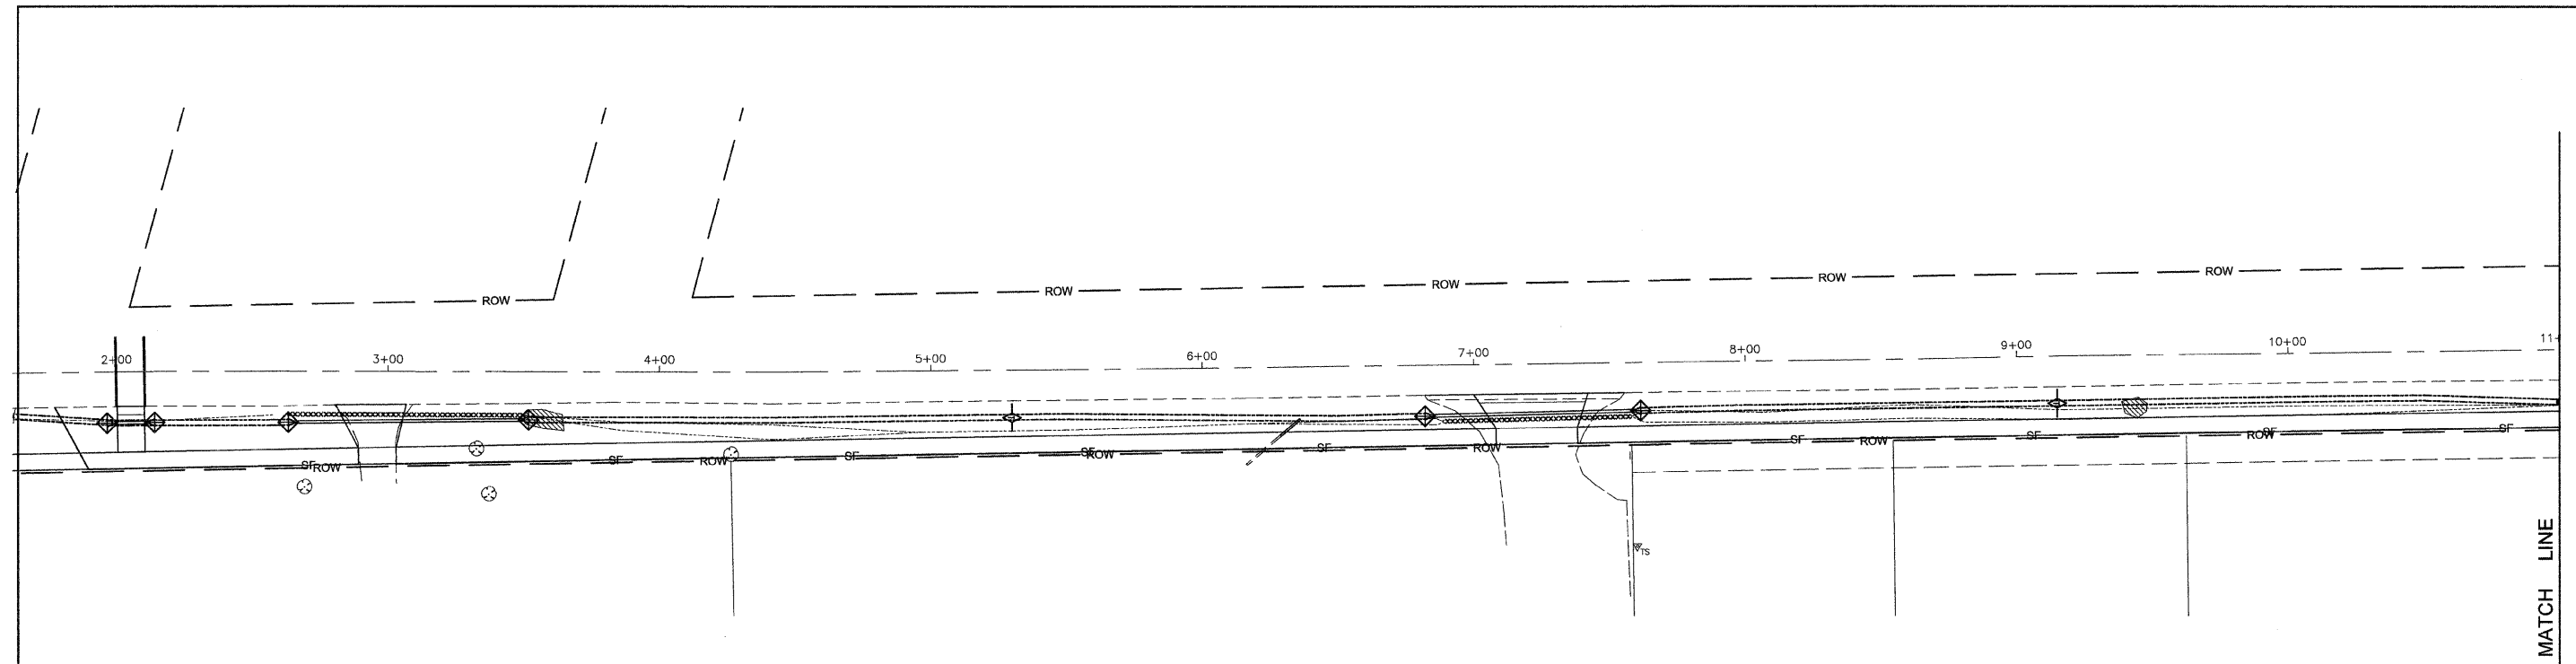 ROW ROW ROW ROW ROW
2+00 3+00 4+00 5+00 6+00 7+00 8+00 9+00 10+00 11+
SF ROW SF ROW SF SF ROW SF ROW SF ROW SF ROW SF SF
TS
MATCH LINE